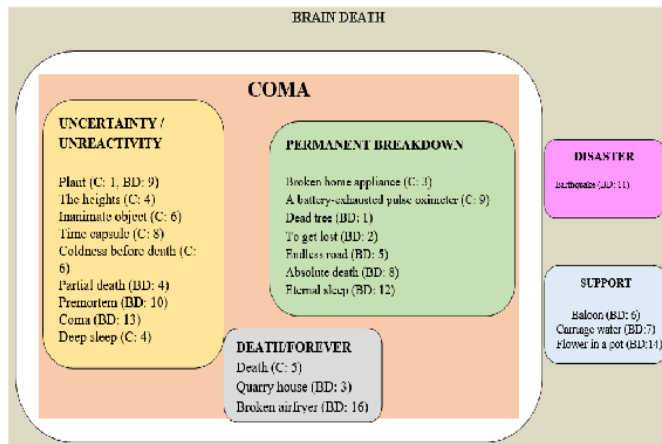 BRAIN DEATH
COMA
UNCERTAINTY /
UNREACTIVITY
Plant (C: 1, BD: 9)
The heights (C: 4)
Inanimate object (C: 6)
Time capsule (C: 8)
Coldness before death (C:
6)
Partial death (BD: 4)
Premortem (BD: 10)
Coma (BD: 13)
Deep sleep (C: 4)
PERMANENT BREAKDOWN
Broken home appliance (C: 3)
A battery-exhausted pulse oximeter (C: 9)
Dead tree (BD: 1)
To get lost (BD: 2)
Endless road (BD: 5)
Absolute death (BD: 8)
Eternal sleep (BD: 12)
DEATH/FOREVER
Death (C: 5)
Quarry house (BD: 3)
Broken airfryer (BD: 16)
DISASTER
Earthquake (BD: 11)
SUPPORT
Baloon (BD: 6)
Carriage water (BD:7)
Flower in a pot (BD:14)